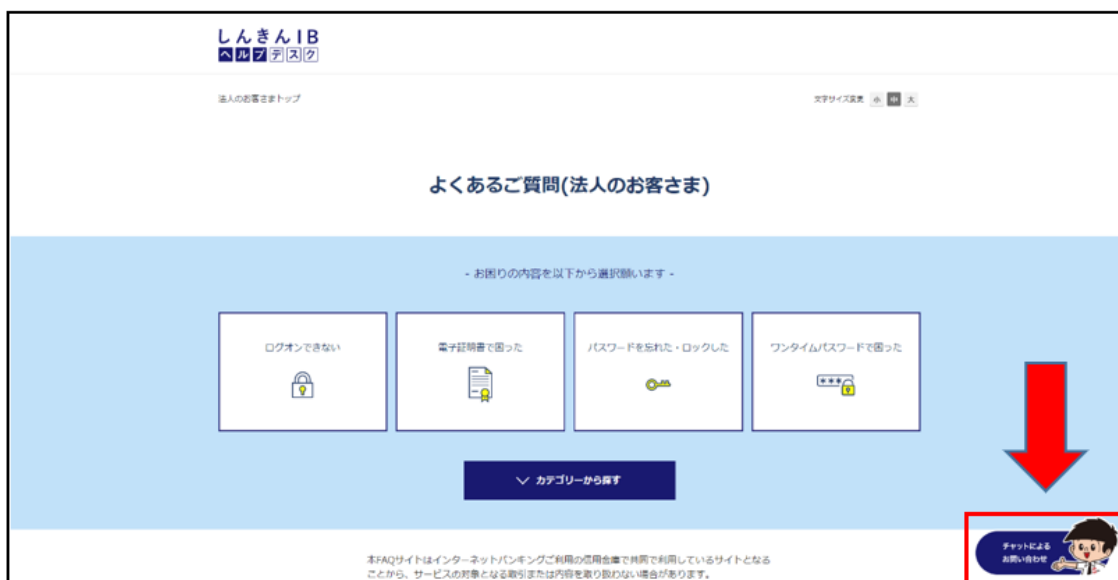 しんきんIB
ヘルプデスク
法人のお客さまトップ
文字サイズ変更 小 中 大
よくあるご質問(法人のお客さま)
- お困りの内容を以下から選択願います -
ログオンできない
電子証明書で困った
パスワードを忘れた・ロックした
ワンタイムパスワードで困った
***
カテゴリーから探す
チャットによる
お問い合わせ
本FAQサイトはインターネットバンキングご利用の信用金庫で共同で利用しているサイトとなる
ことから、サービスの対象となる取引または内容を取り扱わない場合があります。